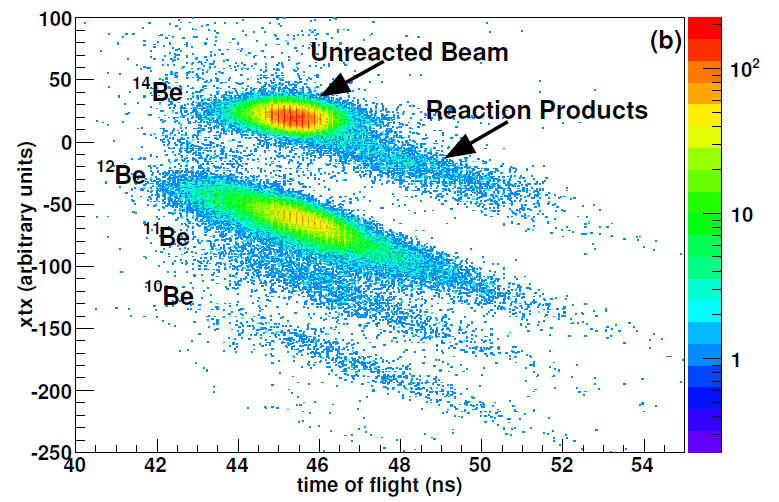 (b)
Unreacted Beam
Reaction Products
¹⁴Be
¹²Be
¹¹Be
¹⁰Be
xtx (arbitrary units)
100
50
0
-50
-100
-150
-200
-250
40 42 44 46 48 50 52 54
time of flight (ns)
10²
10
1